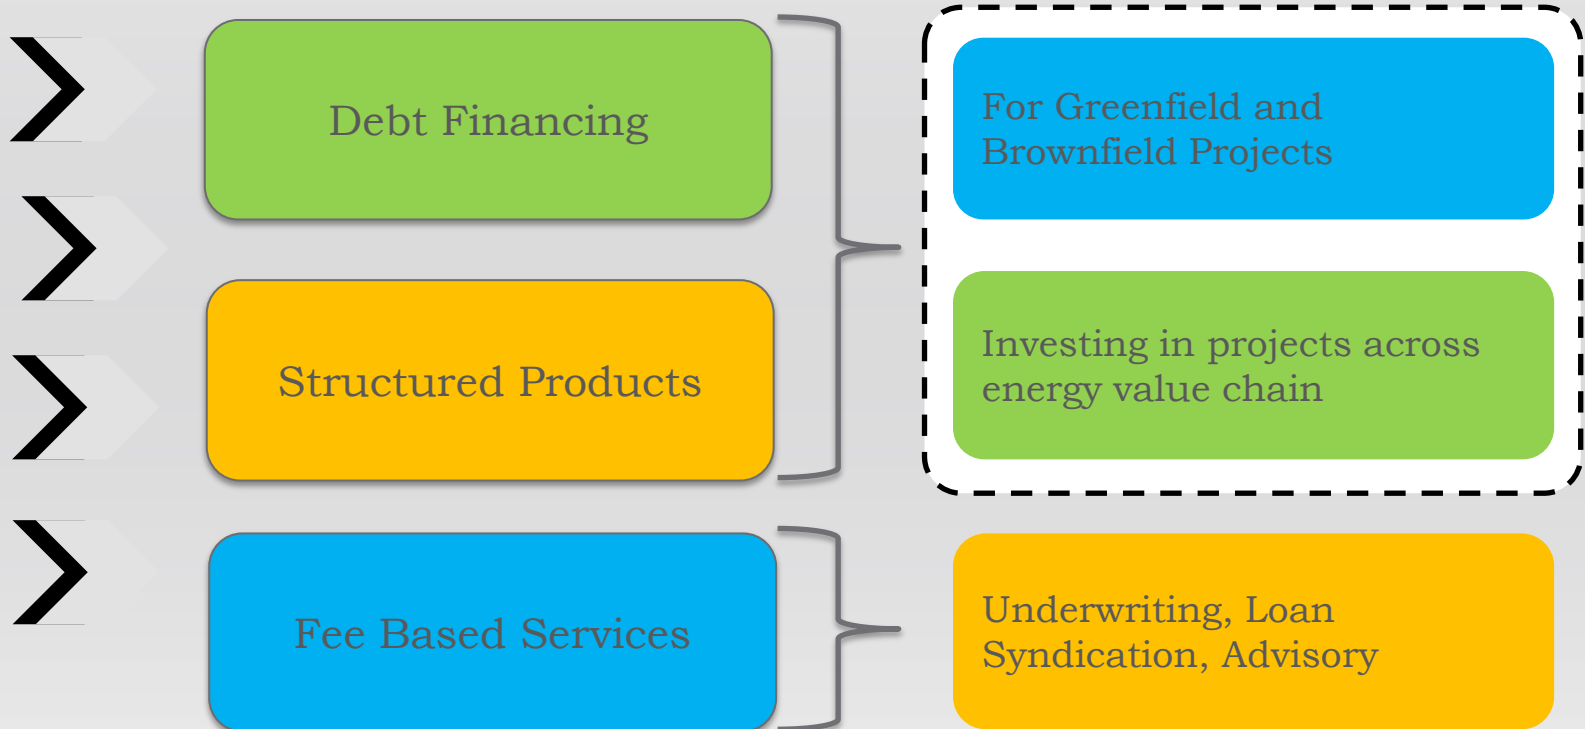 Debt Financing
For Greenfield and
Brownfield Projects
Structured Products
Investing in projects across
energy value chain
Fee Based Services
Underwriting, Loan
Syndication, Advisory